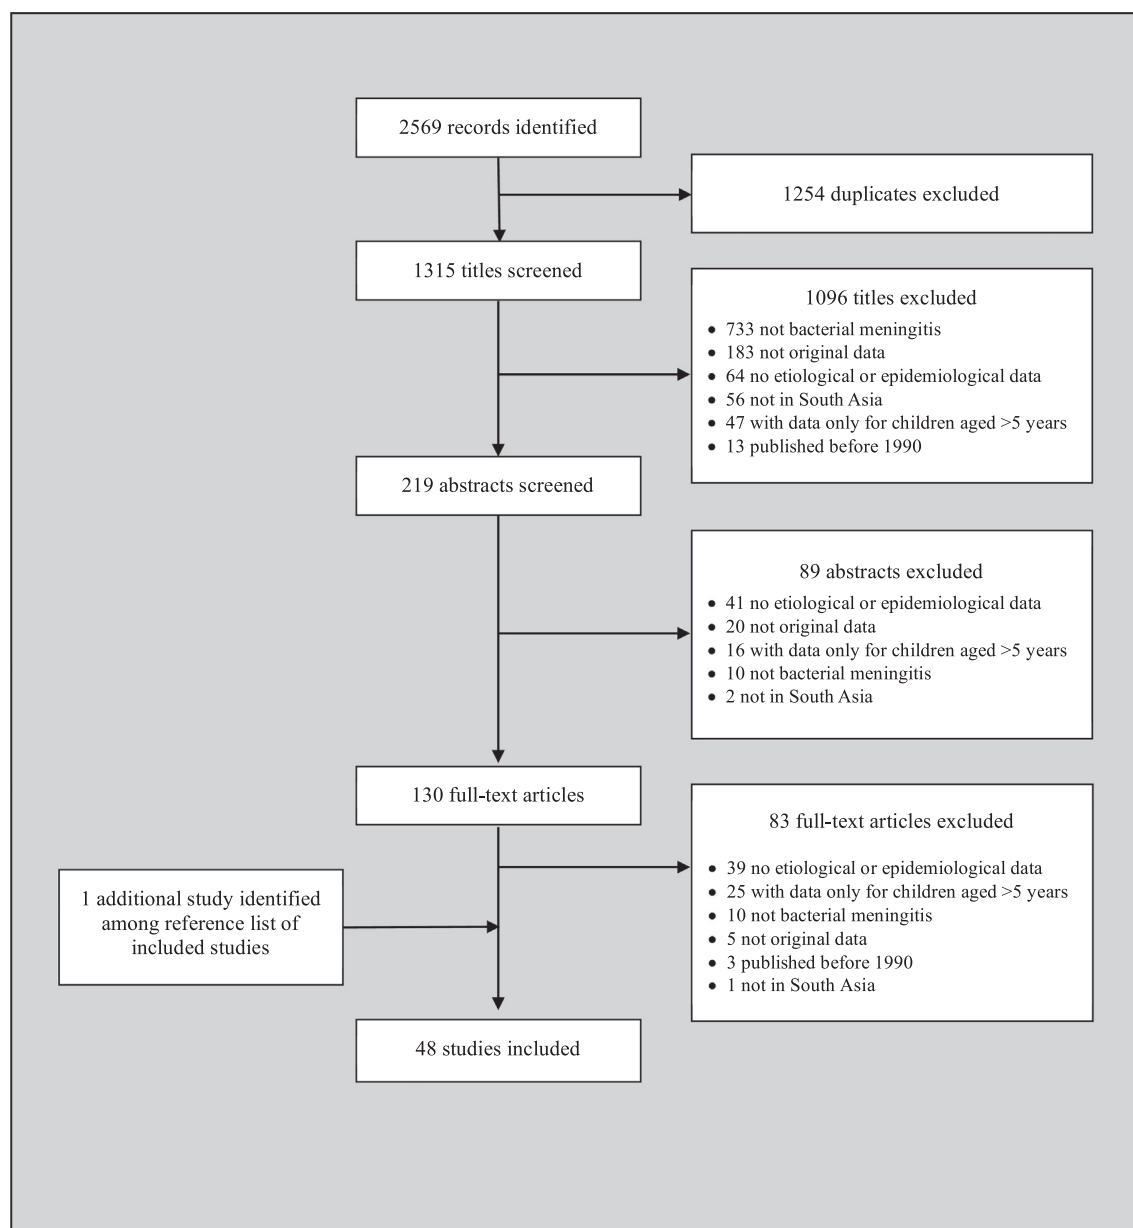 2569 records identified
1254 duplicates excluded
1315 titles screened
1096 titles excluded
• 733 not bacterial meningitis
• 183 not original data
• 64 no etiological or epidemiological data
• 56 not in South Asia
• 47 with data only for children aged >5 years
• 13 published before 1990
219 abstracts screened
89 abstracts excluded
• 41 no etiological or epidemiological data
• 20 not original data
• 16 with data only for children aged >5 years
• 10 not bacterial meningitis
• 2 not in South Asia
130 full-text articles
83 full-text articles excluded
• 39 no etiological or epidemiological data
• 25 with data only for children aged >5 years
• 10 not bacterial meningitis
• 5 not original data
• 3 published before 1990
• 1 not in South Asia
1 additional study identified
among reference list of
included studies
48 studies included